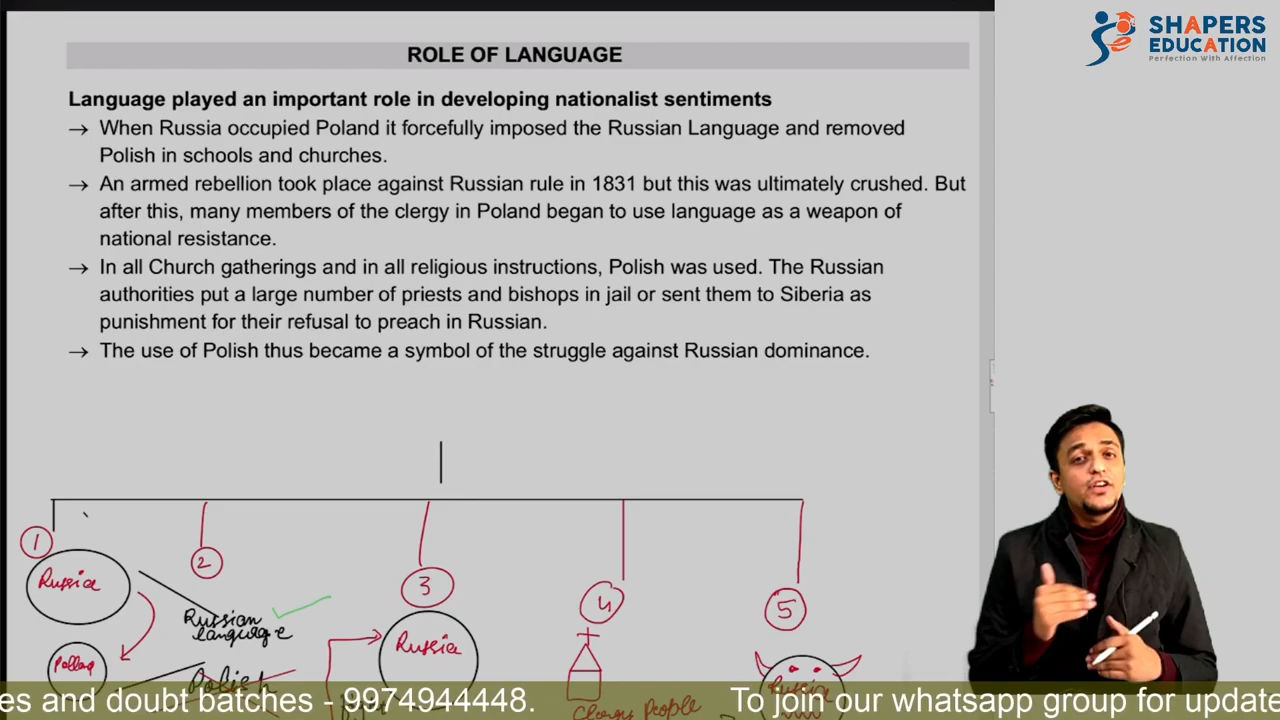 SHAPERS
EDUCATION
Perfection With Affection
ROLE OF LANGUAGE
Language played an important role in developing nationalist sentiments
→ When Russia occupied Poland it forcefully imposed the Russian Language and removed
Polish in schools and churches.
→ An armed rebellion took place against Russian rule in 1831 but this was ultimately crushed. But
after this, many members of the clergy in Poland began to use language as a weapon of
national resistance.
→ In all Church gatherings and in all religious instructions, Polish was used. The Russian
authorities put a large number of priests and bishops in jail or sent them to Siberia as
punishment for their refusal to preach in Russian.
→ The use of Polish thus became a symbol of the struggle against Russian dominance.
1
2
3
4
5
Russia
Russian
language
Russia
Polish
Russia
Clergy People
es and doubt batches - 9974944448. To join our whatsapp group for update